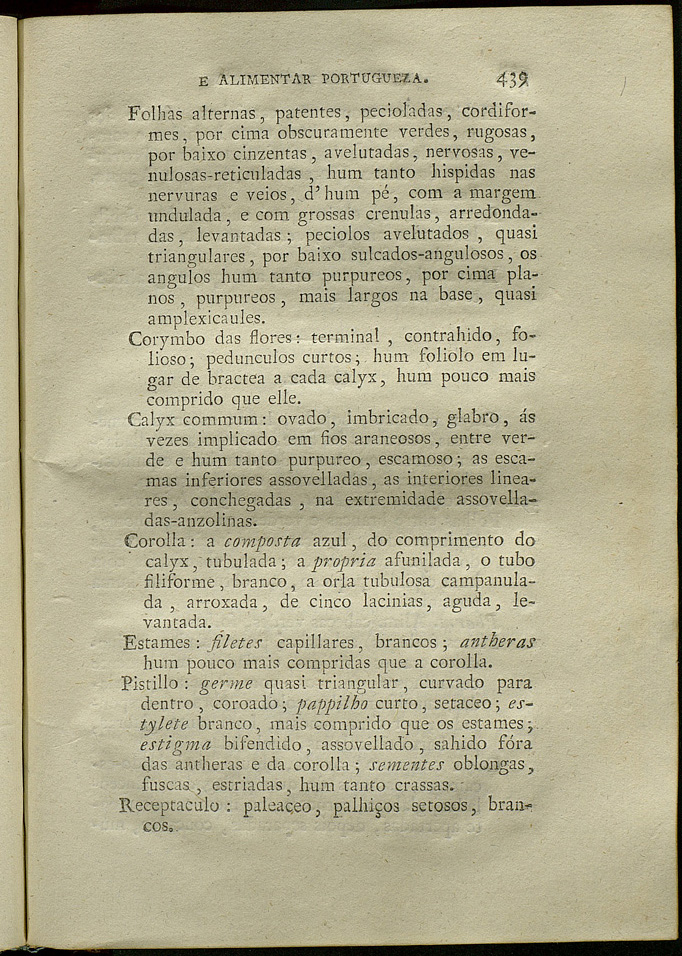 E ALIMENTAR PORTUGUEZA. 439
Folhas alternas, patentes, pecioladas, cordifor-
mes, por cima obscuramente verdes, rugosas,
por baixo cinzentas, avelutadas, nervosas, ve-
nulosas-reticuladas, hum tanto hispidas nas
nervuras e veios, d'hum pé, com a margem
undulada, e com grossas crenulas, arredonda-
das, levantadas; peciolos avelutados, quasi
triangulares, por baixo sulcados-angulosos, os
angulos hum tanto purpureos, por cima pla-
nos, purpureos, mais largos na base, quasi
amplexicaules.
Corymbo das flores: terminal, contrahido, fo-
lioso; pedunculos curtos; hum foliolo em lu-
gar de bractea a cada calyx, hum pouco mais
comprido que elle.
Calyx commum: ovado, imbricado, glabro, ás
vezes implicado em fios araneosos, entre ver-
de e hum tanto purpureo, escamoso; as esca-
mas inferiores assovelladas, as interiores linea-
res, conchegadas, na extremidade assovella-
das-anzolinas.
Corolla: a composta azul, do comprimento do
calyx, tubulada; a propria afunilada, o tubo
filiforme, branco, a orla tubulosa campanula-
da, arroxada, de cinco lacinias, aguda, le-
vantada.
Estames: filetes capillares, brancos; antheras
hum pouco mais compridas que a corolla.
Pistillo: germe quasi triangular, curvado para
dentro, coroado; pappilho curto, setaceo; es-
tylete branco, mais comprido que os estames;
estigma bifendido, assovellado, sahido fóra
das antheras e da corolla; sementes oblongas,
fuscas, estriadas, hum tanto crassas.
Receptaculo: paleaceo, palhiços setosos, bran-
cos.